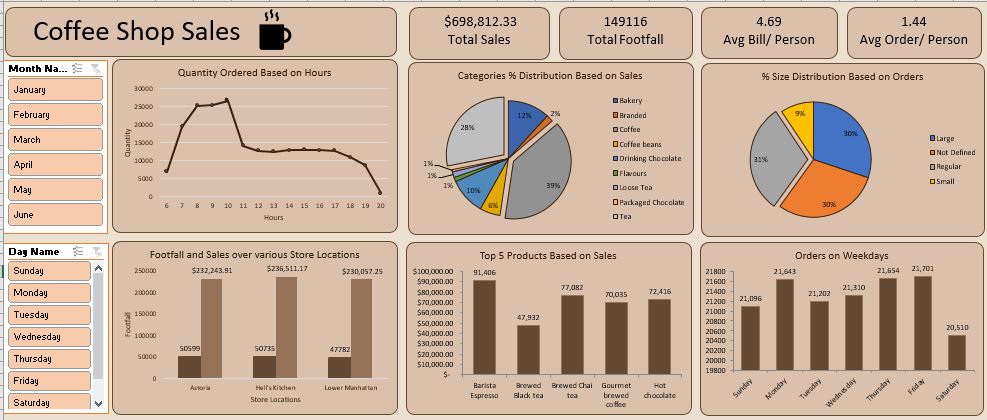 Coffee Shop Sales
$698,812.33
Total Sales
149116
Total Footfall
4.69
Avg Bill/ Person
1.44
Avg Order/ Person
Month Na...
January
February
March
April
May
June
Day Name
Sunday
Monday
Tuesday
Wednesday
Thursday
Friday
Saturday
Quantity Ordered Based on Hours
Quantity
30000
25000
20000
15000
10000
5000
0
6 7 8 9 10 11 12 13 14 15 16 17 18 19 20
Hours
Categories % Distribution Based on Sales
12%
2%
39%
6%
10%
1%
1%
1%
28%
Bakery
Branded
Coffee
Coffee beans
Drinking Chocolate
Flavours
Loose Tea
Packaged Chocolate
Tea
% Size Distribution Based on Orders
30%
30%
31%
9%
Large
Not Defined
Regular
Small
Footfall and Sales over various Store Locations
Footfall
250000
200000
150000
100000
50000
0
$232,243.91
$236,511.17
$230,057.25
50599
50735
47782
Astoria
Hell's Kitchen
Lower Manhattan
Store Locations
Top 5 Products Based on Sales
$100,000.00
$90,000.00
$80,000.00
$70,000.00
$60,000.00
$50,000.00
$40,000.00
$30,000.00
$20,000.00
$10,000.00
$-
91,406
47,932
77,082
70,035
72,416
Barista
Espresso
Brewed
Black tea
Brewed Chai
tea
Gourmet
brewed
coffee
Hot
chocolate
Orders on Weekdays
21800
21600
21400
21200
21000
20800
20600
20400
20200
20000
19800
21,096
21,643
21,202
21,310
21,654
21,701
20,510
Sunday
Monday
Tuesday
Wednesday
Thursday
Friday
Saturday